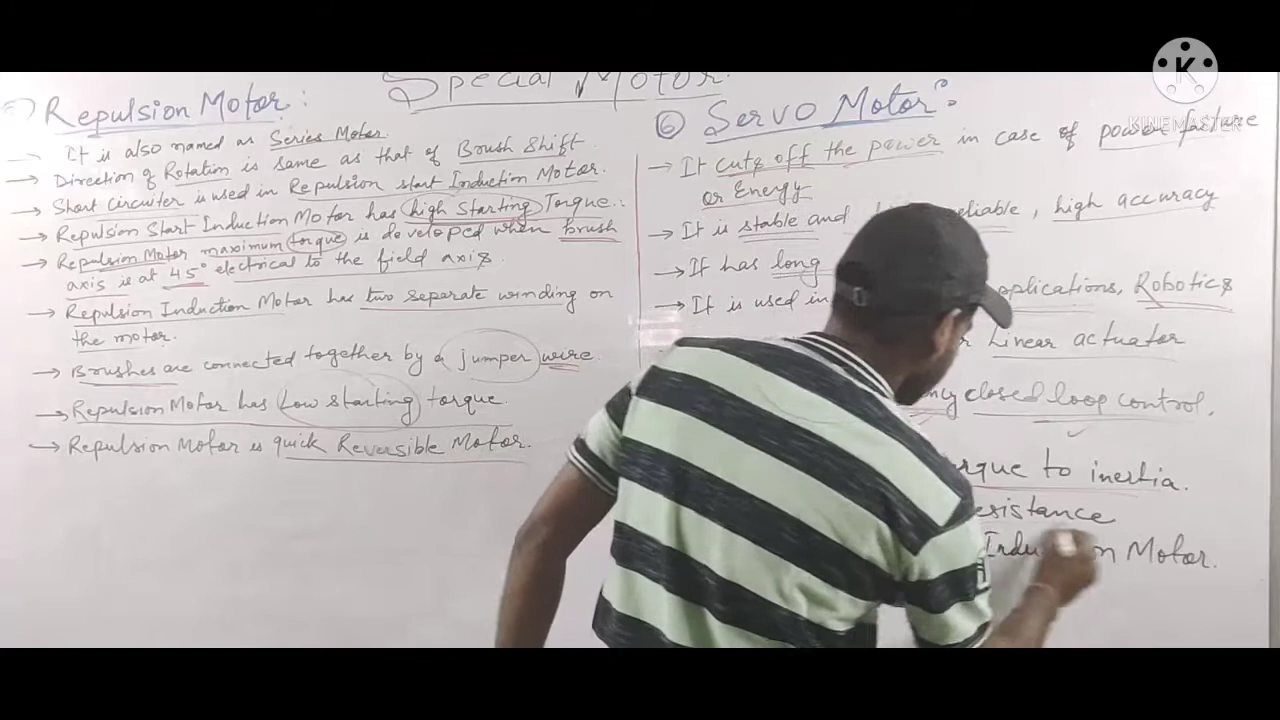 Special Motor.
Repulsion Motor:
It is also named as Series Motor.
→ Direction of Rotation is same as that of Brush Shift
→ Short circuiter is used in Repulsion start Induction Motor.
→ Repulsion Start Induction Motor has high Starting Torque.
→ Repulsion Motor maximum torque is developed when brush
axis is at 45° electrical to the field axis.
→ Repulsion Induction Motor has two separate winding on
the motor.
→ Brushes are connected together by a jumper wire.
→ Repulsion Motor has Low starting torque.
→ Repulsion Motor is quick Reversible Motor.
⑥ Servo Motor:
→ It cuts off the power in case of power failure
or Energy
→ It is stable and reliable, high accuracy
→ It has long
→ It is used in applications, Robotics
Linear actuator
closed loop control.
to inertia.
Motor.
K
KINEMASTER